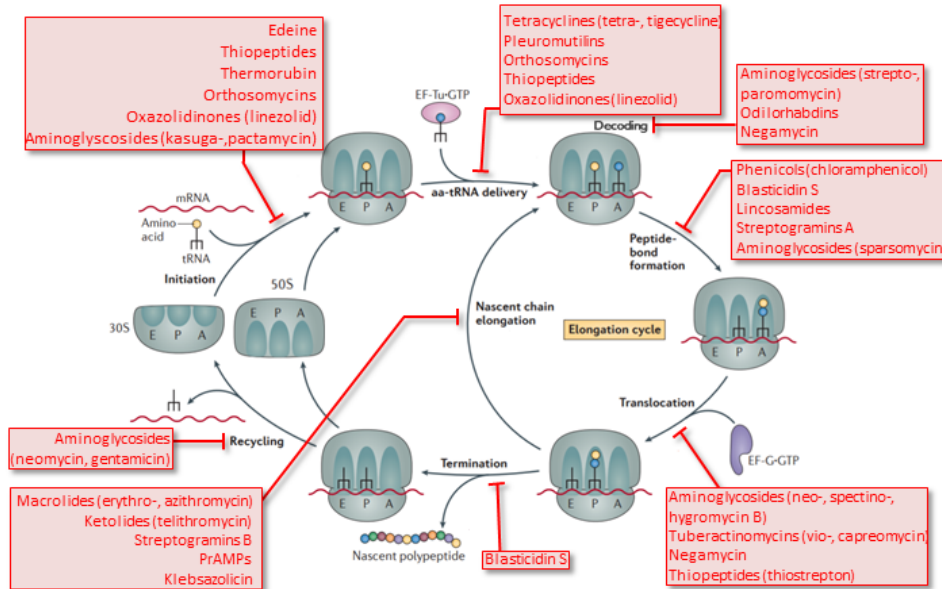 Edeine
Thiopeptides
Thermorubin
Orthosomycins
Oxazolidinones (linezolid)
Aminoglyscosides (kasuga-,pactamycin)
Tetracyclines (tetra-, tigecycline)
Pleuromutilins
Orthosomycins
Thiopeptides
Oxazolidinones (linezolid)
Aminoglycosides (strepto-,
paromomycin)
Odilorhabdins
Negamycin
EF-Tu·GTP
Decoding
aa-tRNA delivery
E P A
E P A
mRNA
Amino
acid
tRNA
Initiation
Phenicols (chloramphenicol)
Blasticidin S
Lincosamides
Streptogramins A
Aminoglycosides (sparsomycin
Peptide-
bond
formation
50S
E P A
30S
E P A
Nascent chain
elongation
Elongation cycle
E P A
Translocation
EF-G·GTP
Recycling
Aminoglycosides
(neomycin, gentamicin)
E P A
Termination
E P A
Nascent polypeptide
Blasticidin S
Macrolides (erythro-, azithromycin)
Ketolides (telithromycin)
Streptogramins B
PrAMPs
Klebsazolicin
Aminoglycosides (neo-, spectino-,
hygromycin B)
Tuberactinomycins (vio-, capreomycin)
Negamycin
Thiopeptides (thiostrepton)